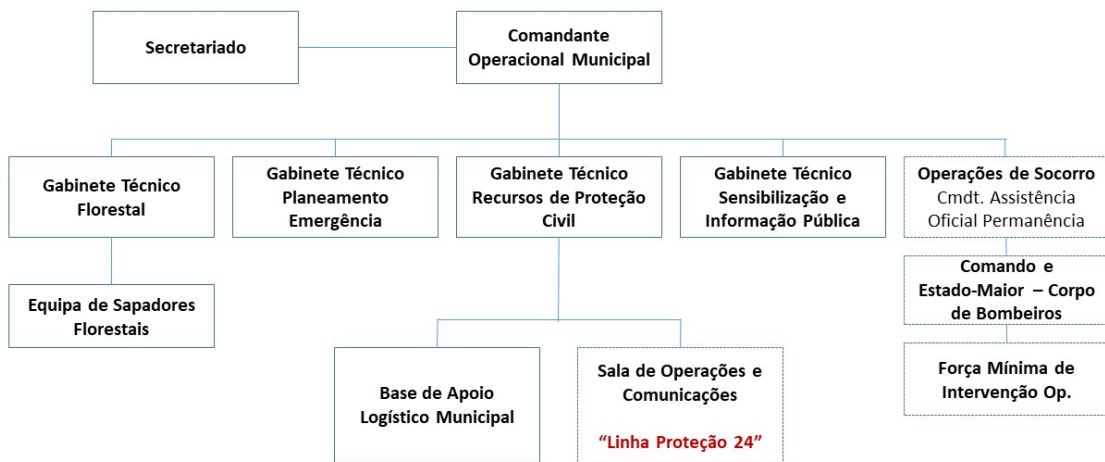 Secretariado
Comandante
Operacional Municipal
Gabinete Técnico
Florestal
Gabinete Técnico
Planeamento
Emergência
Gabinete Técnico
Recursos de Proteção
Civil
Gabinete Técnico
Sensibilização e
Informação Pública
Operações de Socorro
Cmdt. Assistência
Oficial Permanência
Equipa de Sapadores
Florestais
Comando e
Estado-Maior – Corpo
de Bombeiros
Base de Apoio
Logístico Municipal
Sala de Operações e
Comunicações
“Linha Proteção 24”
Força Mínima de
Intervenção Op.